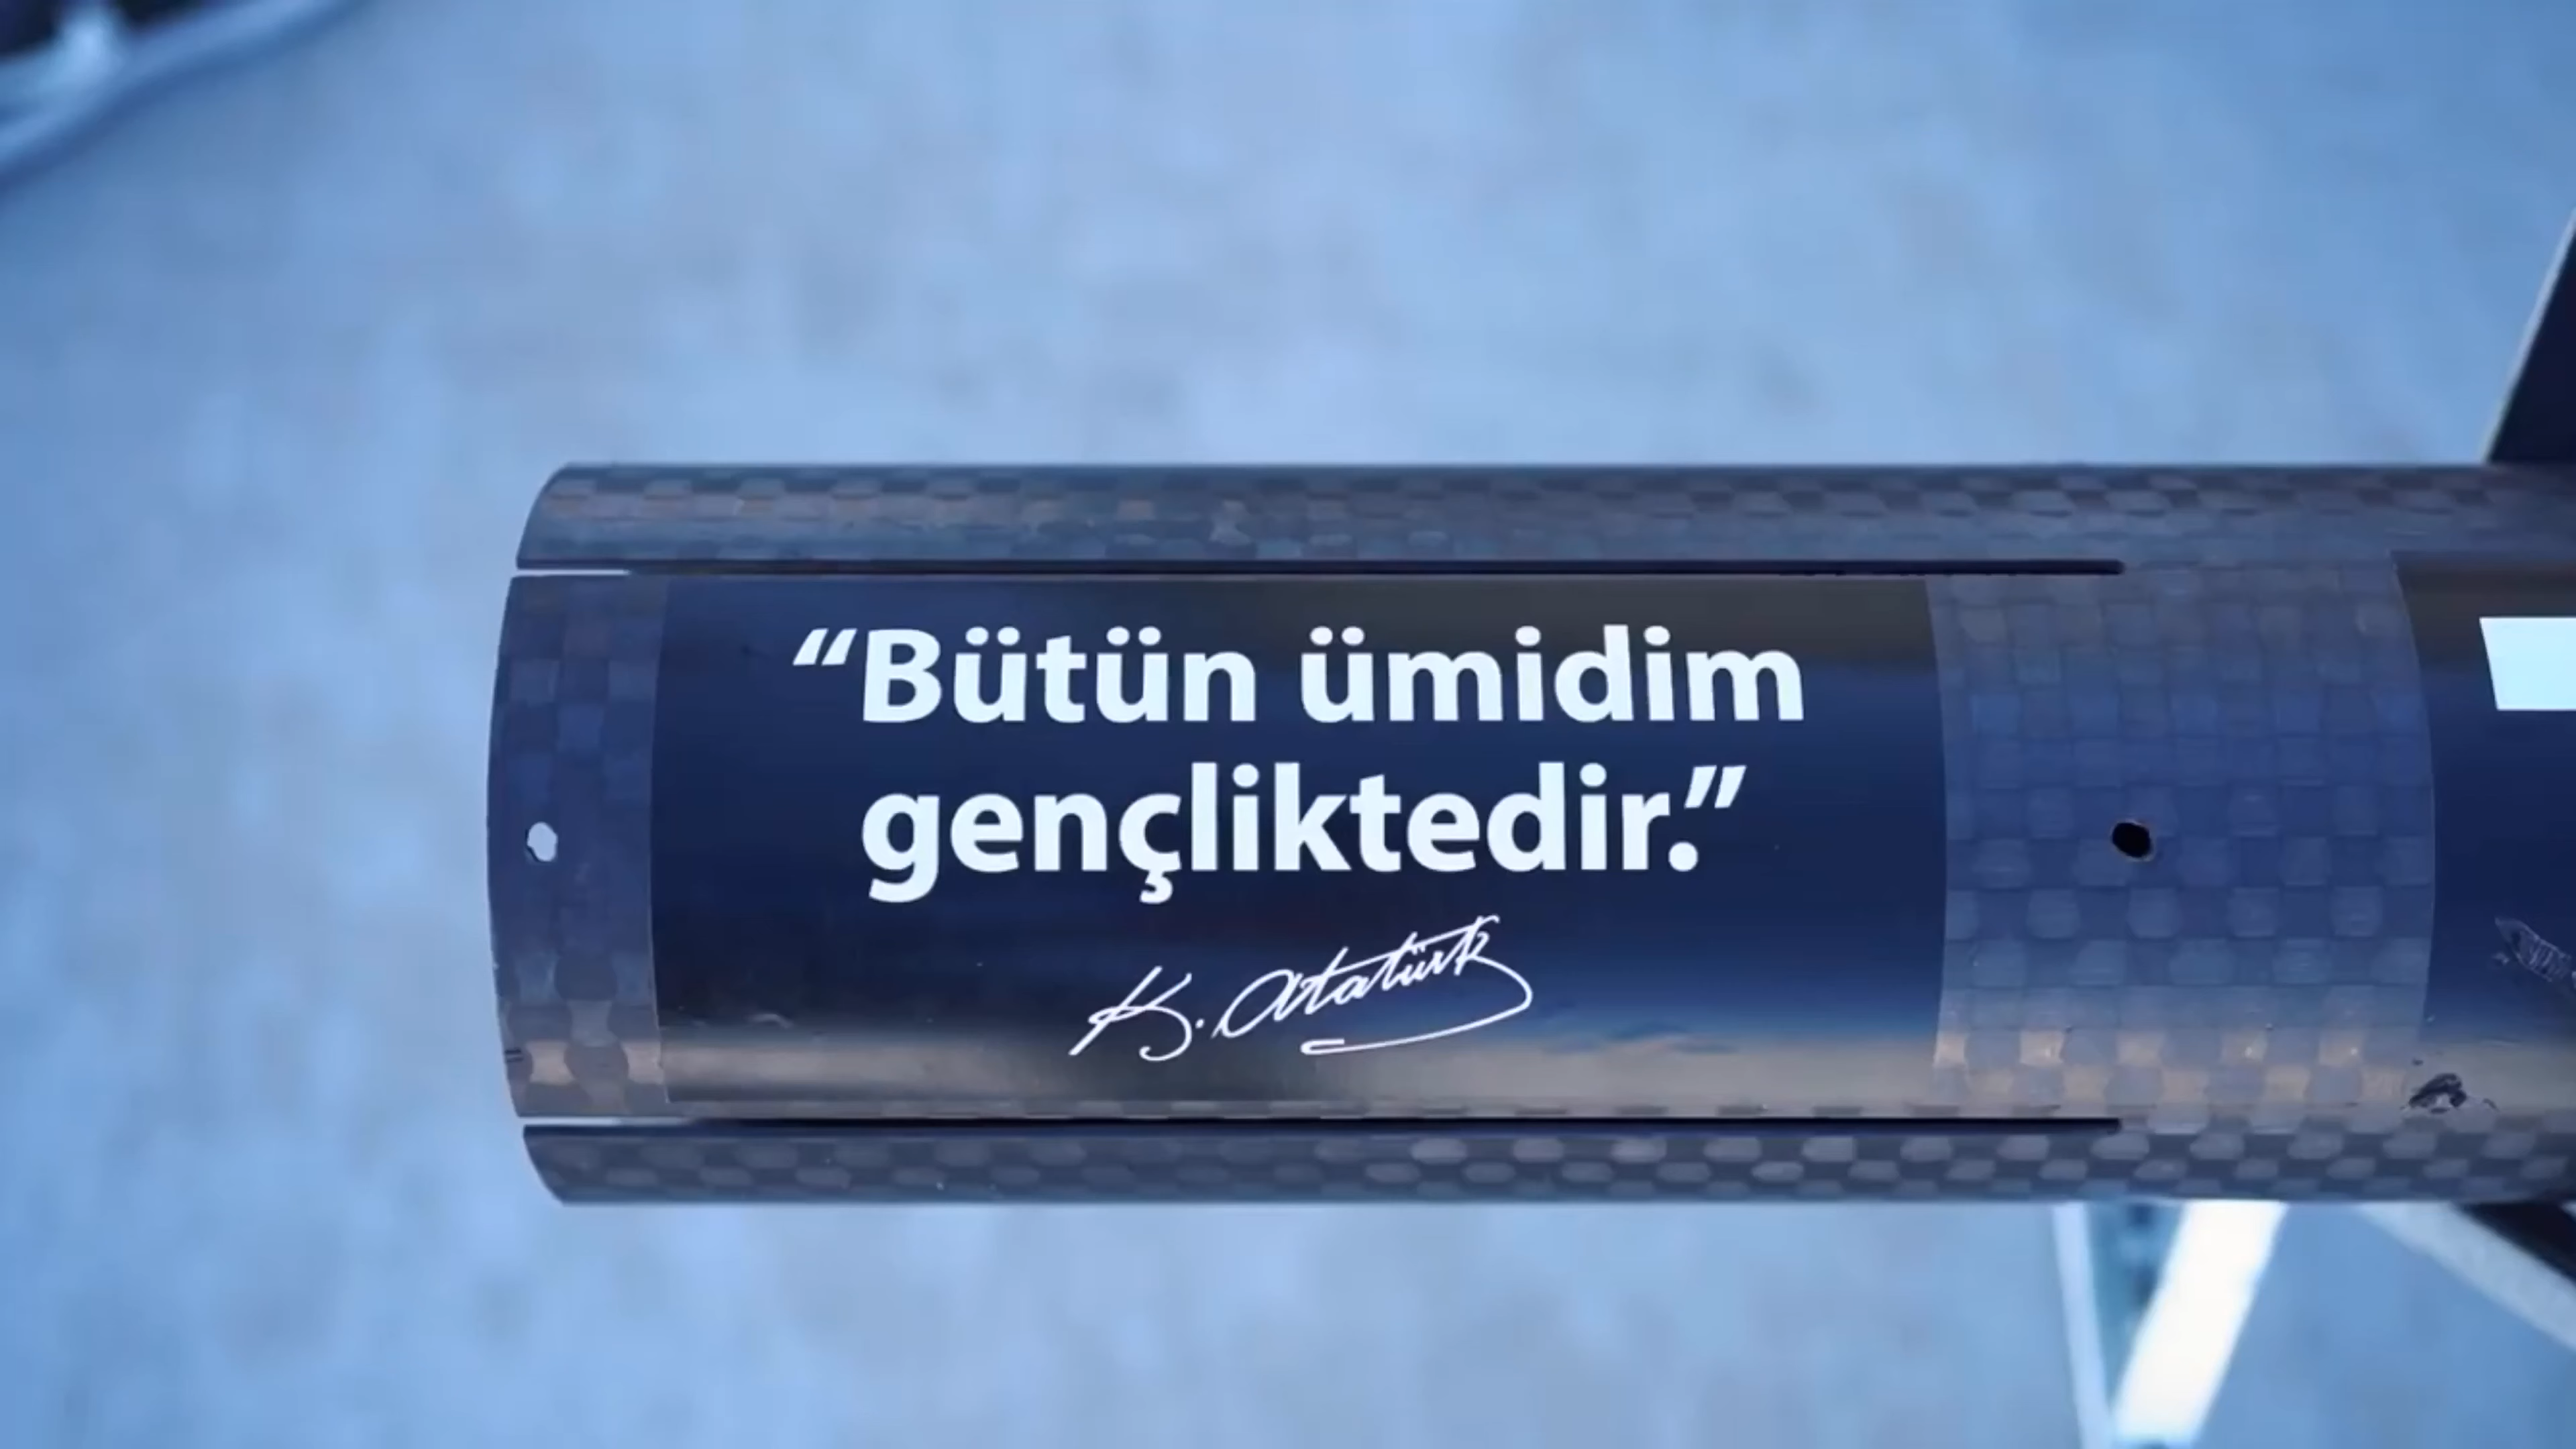 “Bütün ümidim
gençliktedir.”
K. Atatürk